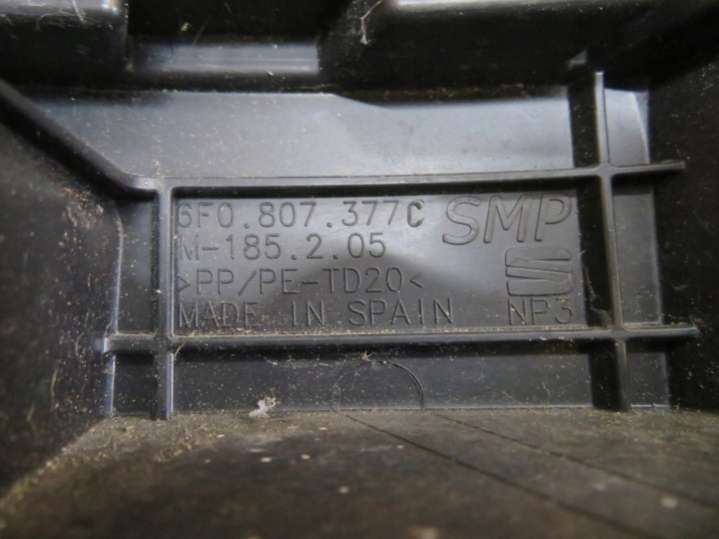 6F0.807.377C SMP
M-185.2.05
>PP/PE-TD20<
MADE IN SPAIN NP3